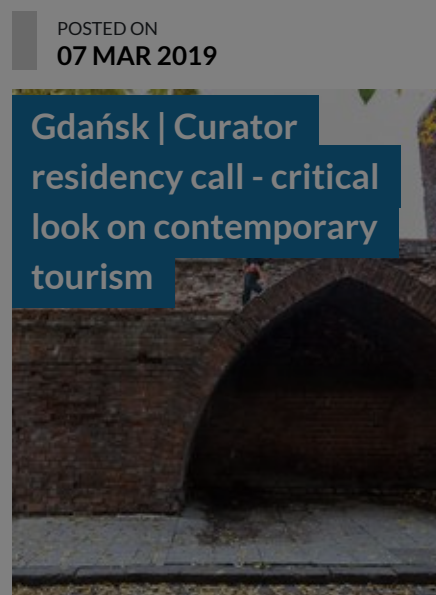 POSTED ON
07 MAR 2019
Gdańsk | Curator
residency call - critical
look on contemporary
tourism